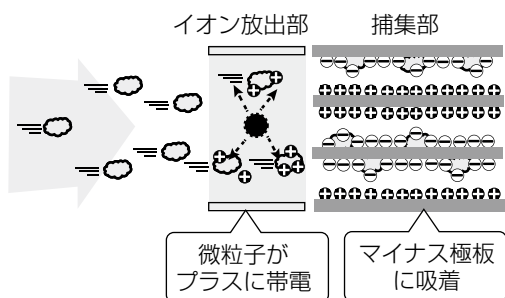 イオン放出部
捕集部
微粒子が
プラスに帯電
マイナス極板
に吸着